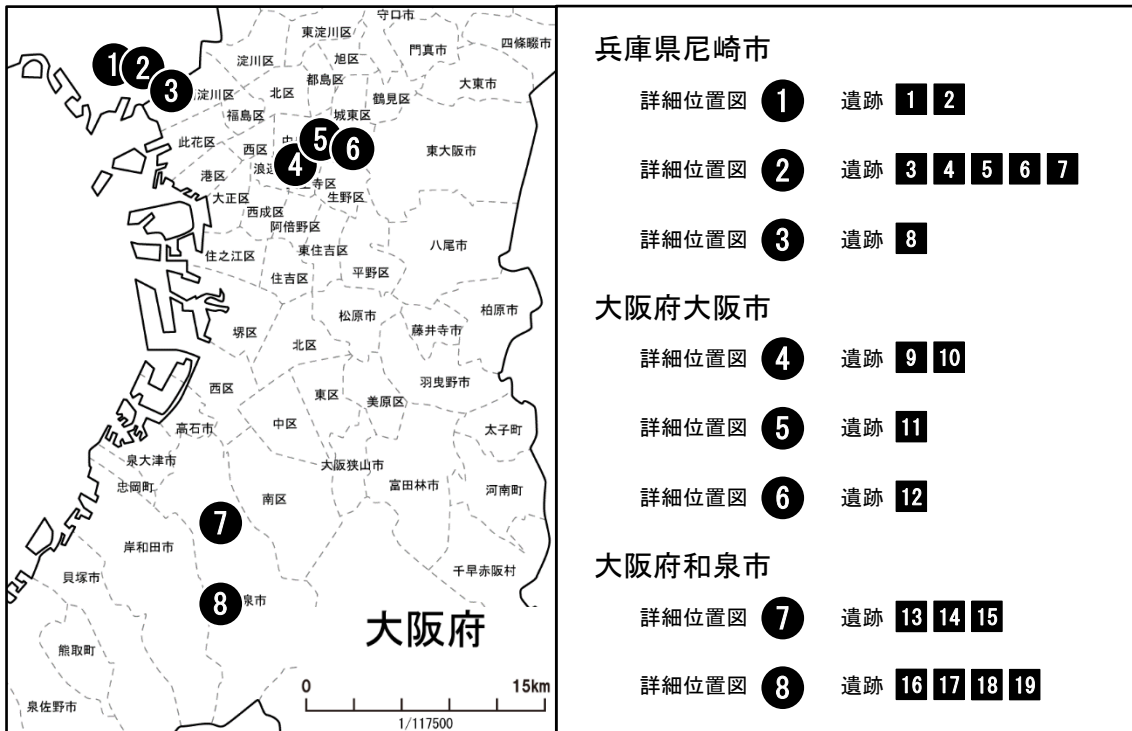 守口市
東淀川区
四條畷市
門真市
淀川区
旭区
大東市
都島区
北区
淀川区
鶴見区
城東区
福島区
此花区
西区
東大阪市
港区
寺区
生野区
大正区
西成区
阿倍野区
八尾市
東住吉区
住之江区
平野区
住吉区
柏原市
松原市
藤井寺市
堺区
北区
羽曳野市
西区
東区
美原区
中区
高石市
太子町
泉大津市
大阪狭山市
富田林市
忠岡町
南区
河南町
岸和田市
千早赤阪村
貝塚市
泉市
熊取町
泉佐野市
1
2
3
4
5
6
7
8
大阪府
0 15km
1/117500
兵庫県尼崎市
詳細位置図 1 遺跡 1 2
詳細位置図 2 遺跡 3 4 5 6 7
詳細位置図 3 遺跡 8
大阪府大阪市
詳細位置図 4 遺跡 9 10
詳細位置図 5 遺跡 11
詳細位置図 6 遺跡 12
大阪府和泉市
詳細位置図 7 遺跡 13 14 15
詳細位置図 8 遺跡 16 17 18 19